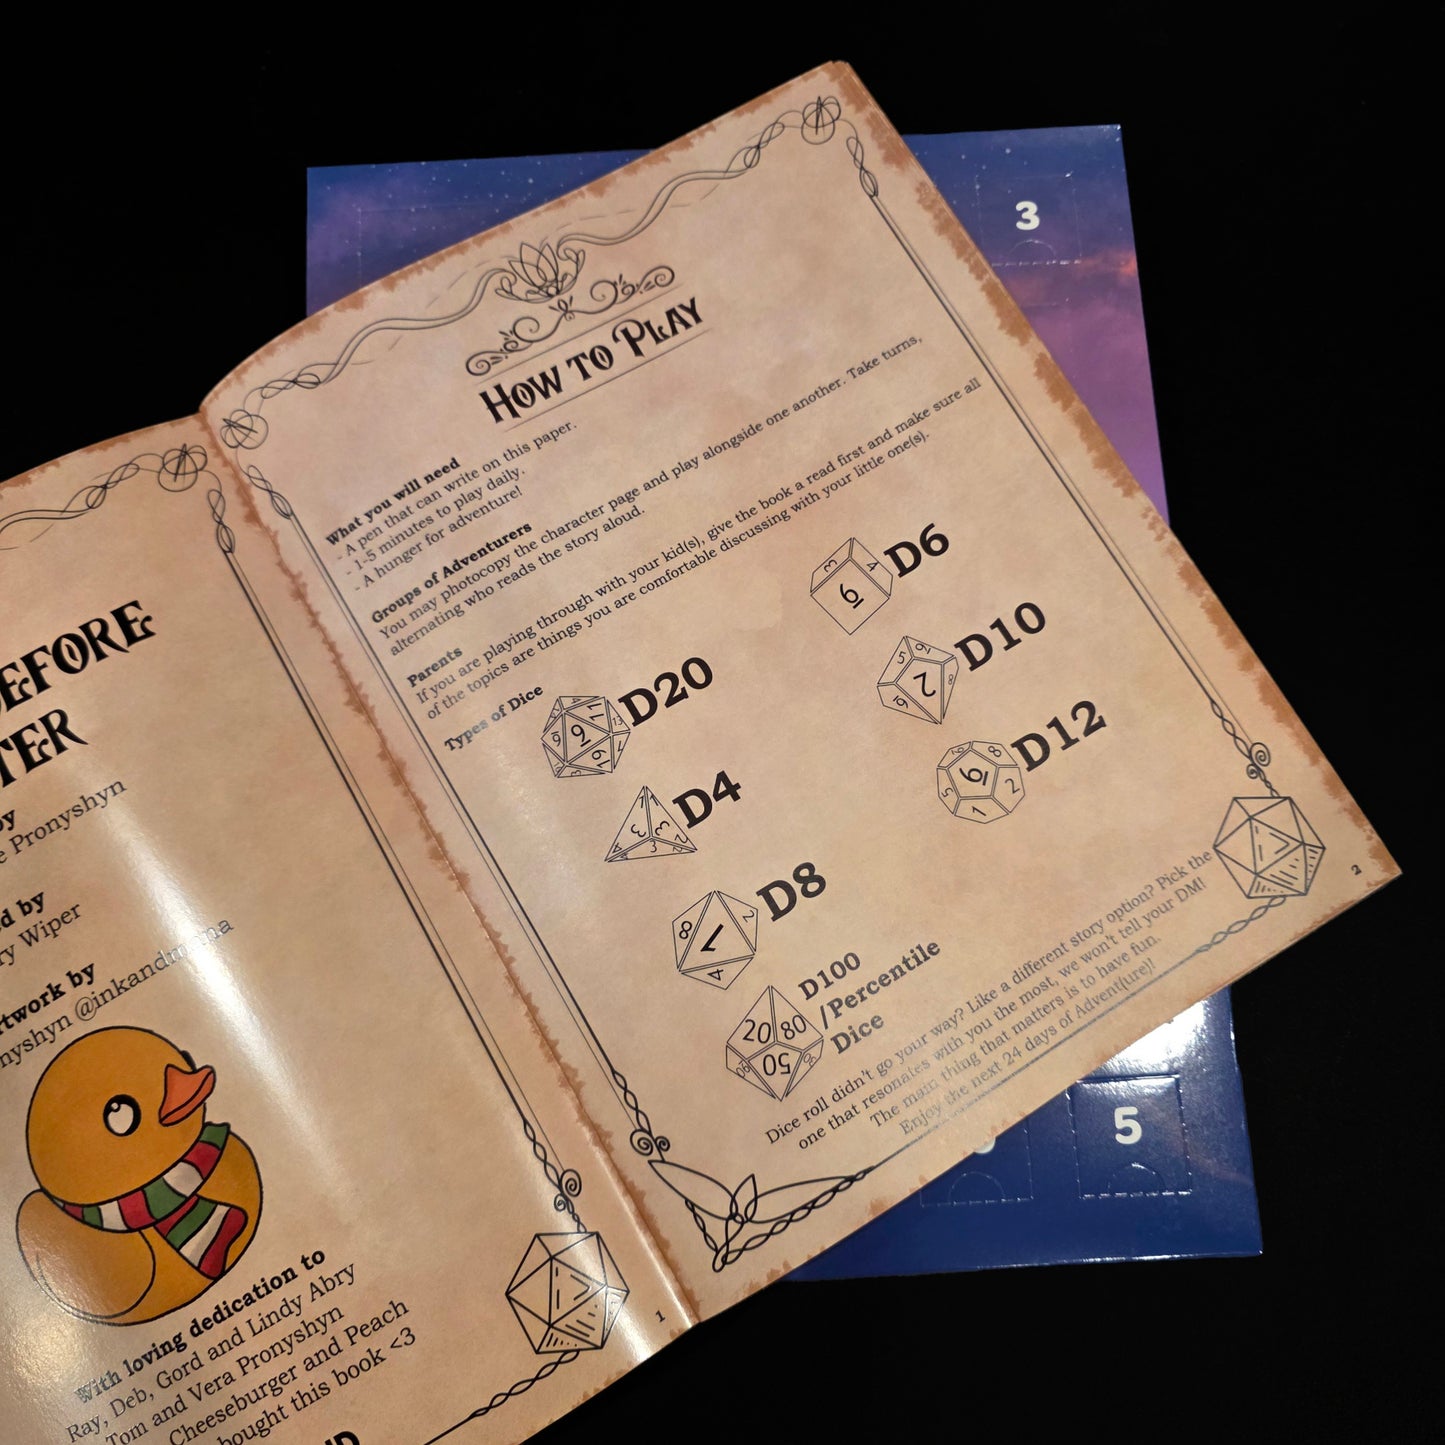 TER
by
Pronyshyn
by
Wiper
by
@inkandm
With loving dedication to
Ray, Deb, Gord and Lindy Abry
Tom and Vera Pronyshyn
Cheeseburger and Peach
bought this book <3
1
HOW TO PLAY
What you will need
- A pen that can write on this paper.
- 1-5 minutes to play daily.
- A hunger for adventure!
Groups of Adventurers
You may photocopy the character page and play alongside one another. Take turns,
alternating who reads the story aloud.
Parents
If you are playing through with your kid(s), give the book a read first and make sure all
of the topics are things you are comfortable discussing with your little one(s).
Types of Dice
D20
D4
D8
D100
/Percentile
Dice
20 80
50
D6
D10
D12
Dice roll didn't go your way? Like a different story option? Pick the
one that resonates with you the most, we won't tell your DM!
The main thing that matters is to have fun.
Enjoy the next 24 days of Advent(ure)!
2
3
5